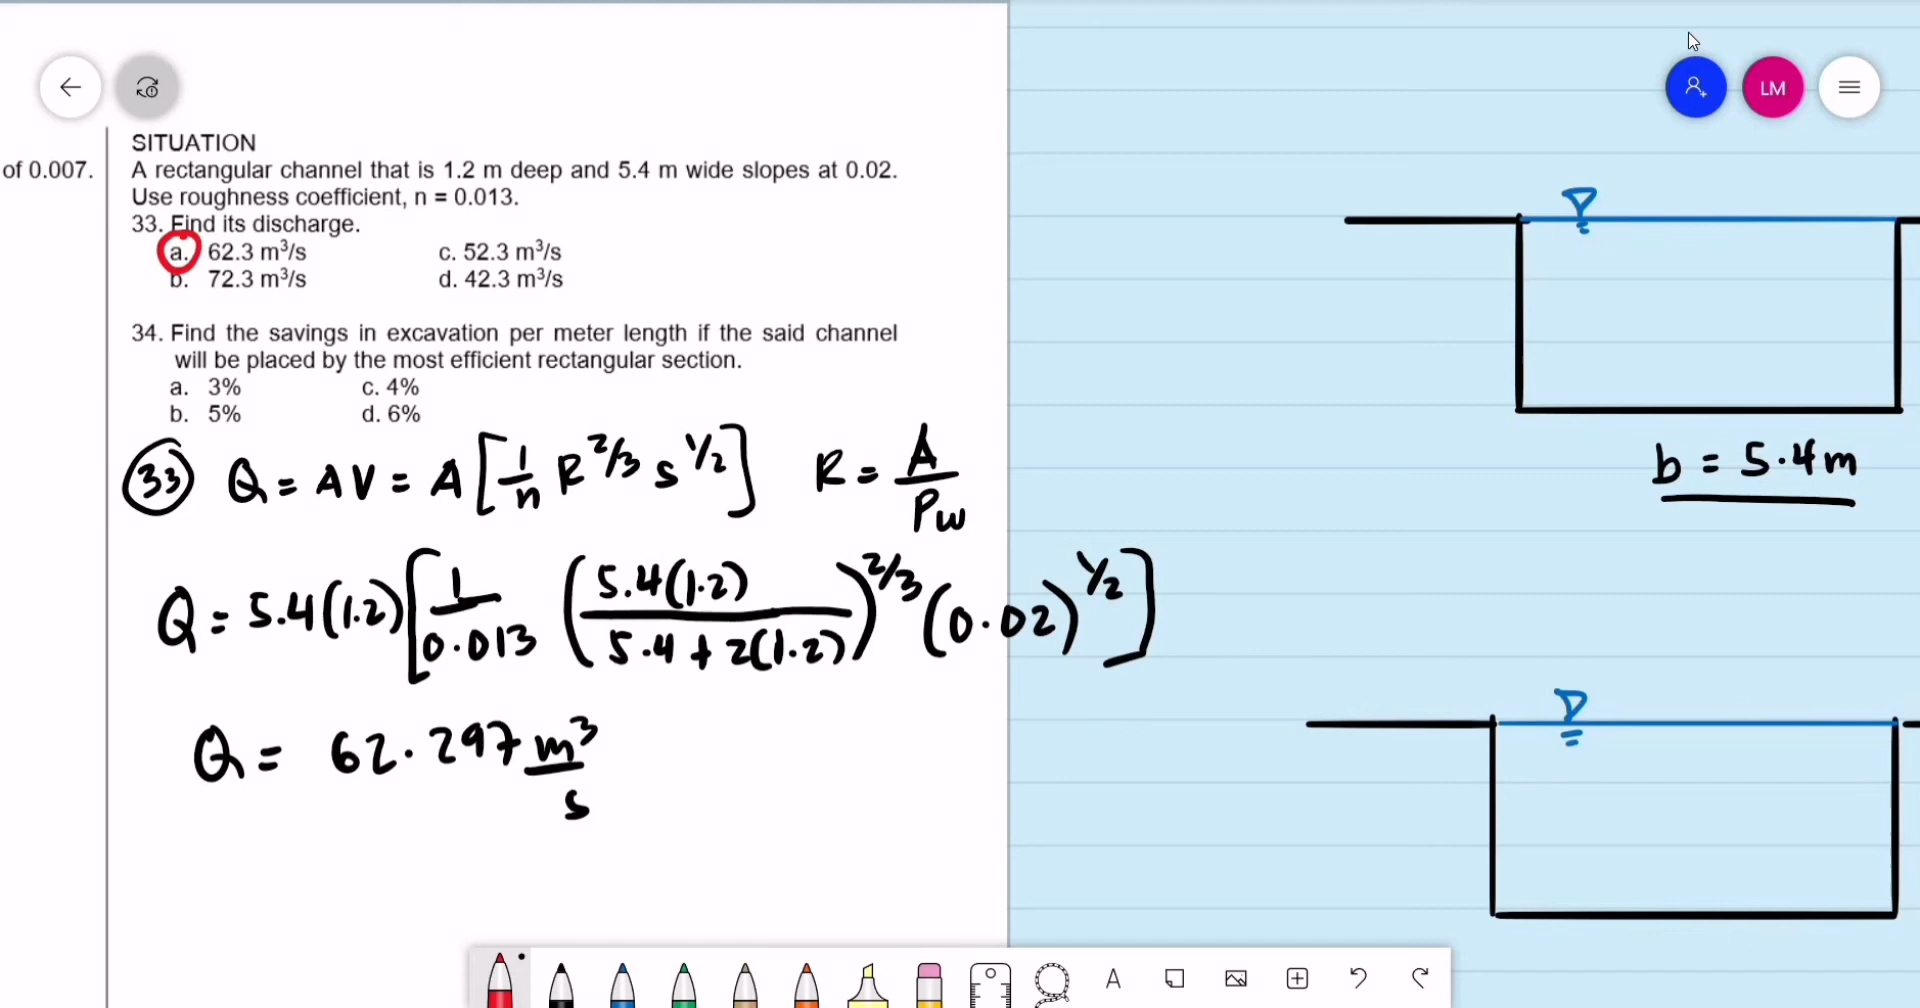 LM
SITUATION
of 0.007.
A rectangular channel that is 1.2 m deep and 5.4 m wide slopes at 0.02.
Use roughness coefficient, n = 0.013.
33. Find its discharge.
a. 62.3 m³/s c. 52.3 m³/s
b. 72.3 m³/s d. 42.3 m³/s
34. Find the savings in excavation per meter length if the said channel
will be placed by the most efficient rectangular section.
a. 3% c. 4%
b. 5% d. 6%
33 Q = AV = A [1/n R^2/3 s^1/2] R = A/Pw
Q = 5.4(1.2) [1/0.013 (5.4(1.2)/5.4+2(1.2))^2/3 (0.02)^1/2]
Q = 62.297 m³/s
b = 5.4m
A